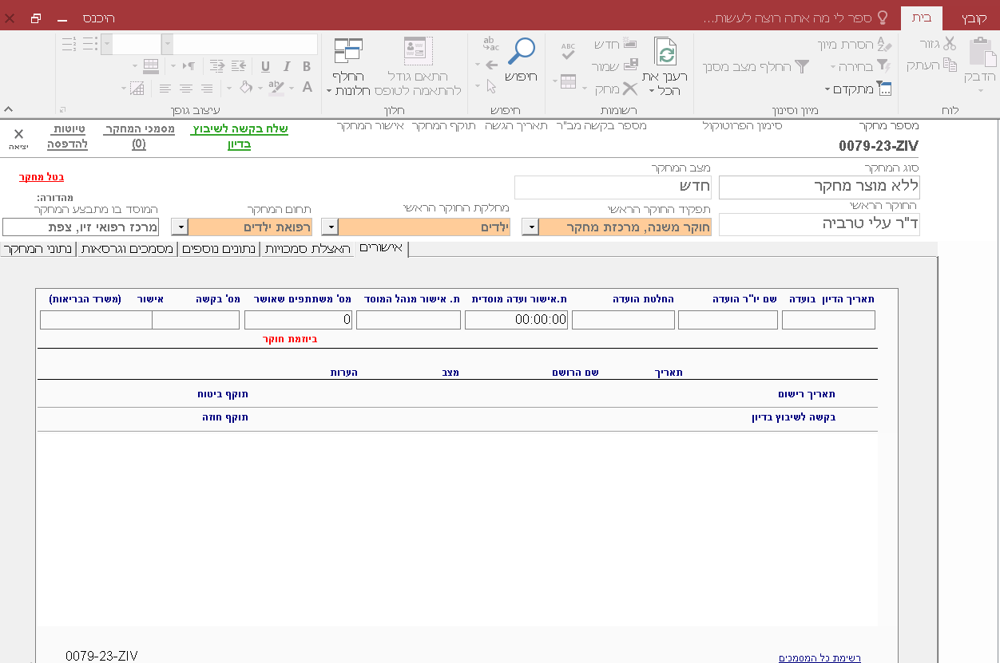 קובץ
בית
ספר לי מה אתה רוצה לעשות...
היכנס
הדבק
גזור
העתק
לוח
הסרת מיון
בחירה
מתקדם
החלף מצב מסנן
מיון וסינון
רענן את
הכל
חדש
שמור
מחק
רשומות
חיפוש
חיפוש
התאם גודל
להתאמה לטופס
החלף
חלונות
חלון
B I U
A
עיצוב גופן
מספר מחקר
סימון הפרוטוקול
מספר בקשה מב"ר
תאריך הגשה
תוקף המחקר
אישור המחקר
0079-23-ZIV
שלח בקשה לשיבוץ
בדיון
מסמכי המחקר
(0)
טיוטות
להדפסה
יציאה
בטל מחקר
מהדורה:
סוג המחקר
מצב המחקר
ללא מוצר מחקר
חדש
החוקר הראשי
תפקיד החוקר הראשי
מחלקת החוקר הראשי
תחום המחקר
המוסד בו מתבצע המחקר
ד"ר עלי טרביה
חוקר משנה, מרכזת מחקר
ילדים
רפואת ילדים
מרכז רפואי זיו, צפת
אישורים
האצלת סמכויות
נתונים נוספים
מסמכים וגרסאות
נתוני המחקר
תאריך הדיון בועדה
שם יו"ר הועדה
החלטת הועדה
ת.אישור ועדה מוסדית
ת. אישור מנהל המוסד
מס' משתתפים שאושר
מס' בקשה
אישור
(משרד הבריאות)
00:00:00
0
ביוזמת חוקר
תאריך
שם הרושם
מצב
הערות
תאריך רישום
תוקף ביטוח
בקשה לשיבוץ בדיון
תוקף חוזה
רשימת כל המסמכים
0079-23-ZIV